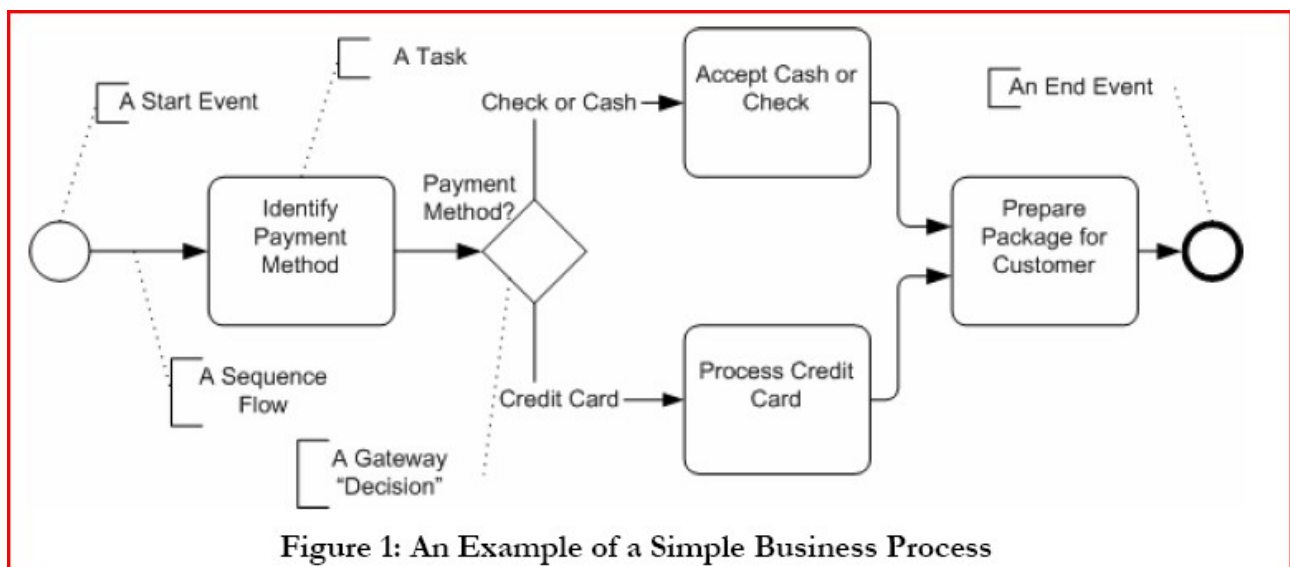 A Task
A Start Event
Check or Cash
Accept Cash or
Check
An End Event
Payment
Method?
Identify
Payment
Method
Prepare
Package for
Customer
A Sequence
Flow
Credit Card
Process Credit
Card
A Gateway
“Decision”
Figure 1: An Example of a Simple Business Process